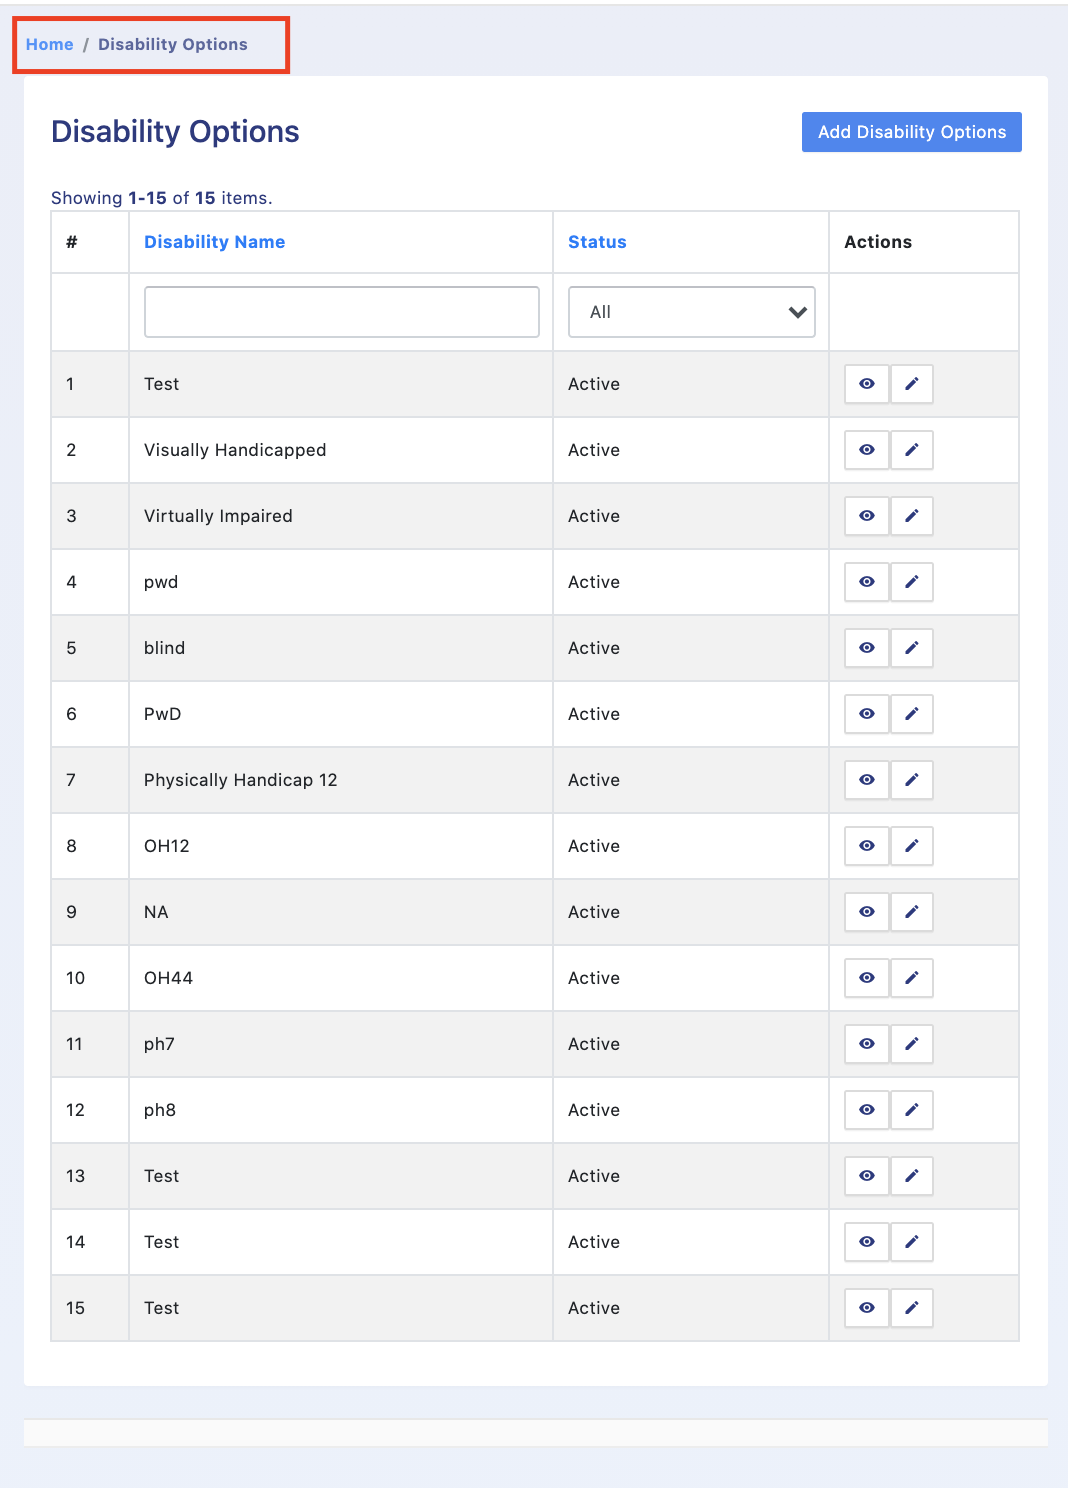 Home / Disability Options
Disability Options
Add Disability Options
Showing 1-15 of 15 items.
# Disability Name Status Actions
All
1 Test Active
2 Visually Handicapped Active
3 Virtually Impaired Active
4 pwd Active
5 blind Active
6 PwD Active
7 Physically Handicap 12 Active
8 OH12 Active
9 NA Active
10 OH44 Active
11 ph7 Active
12 ph8 Active
13 Test Active
14 Test Active
15 Test Active